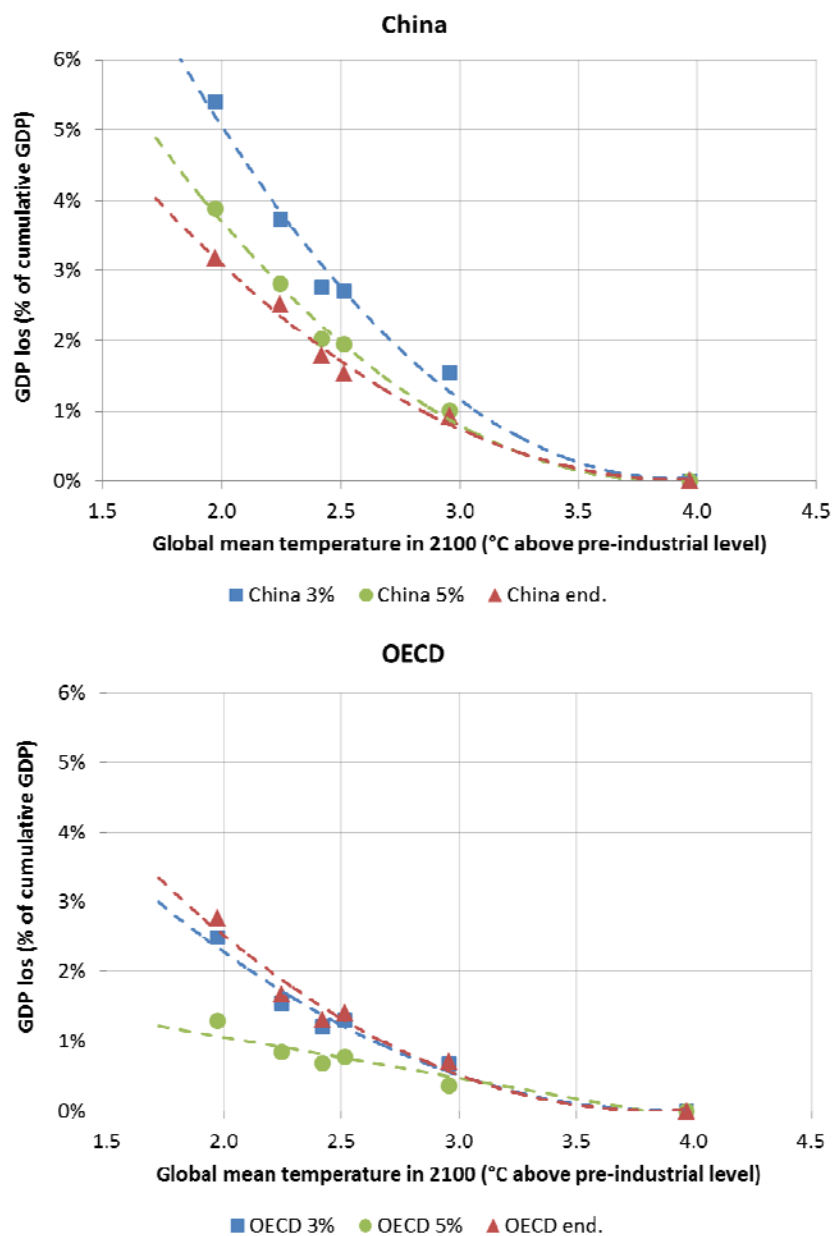 China
6%
5%
4%
3%
2%
1%
0%
GDP los (% of cumulative GDP)
1.5 2.0 2.5 3.0 3.5 4.0 4.5
Global mean temperature in 2100 (°C above pre-industrial level)
China 3% China 5% China end.
OECD
6%
5%
4%
3%
2%
1%
0%
GDP los (% of cumulative GDP)
1.5 2.0 2.5 3.0 3.5 4.0 4.5
Global mean temperature in 2100 (°C above pre-industrial level)
OECD 3% OECD 5% OECD end.